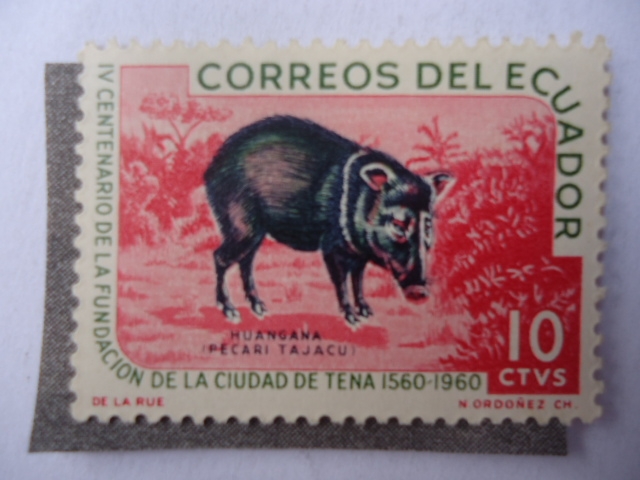 CORREOS DEL ECUADOR
IV CENTENARIO DE LA FUNDACION DE LA CIUDAD DE TENA 1560-1960
HUANGANA
(PECARI TAJACU)
10
CTVS
DE LA RUE
N. ORDOÑEZ CH.